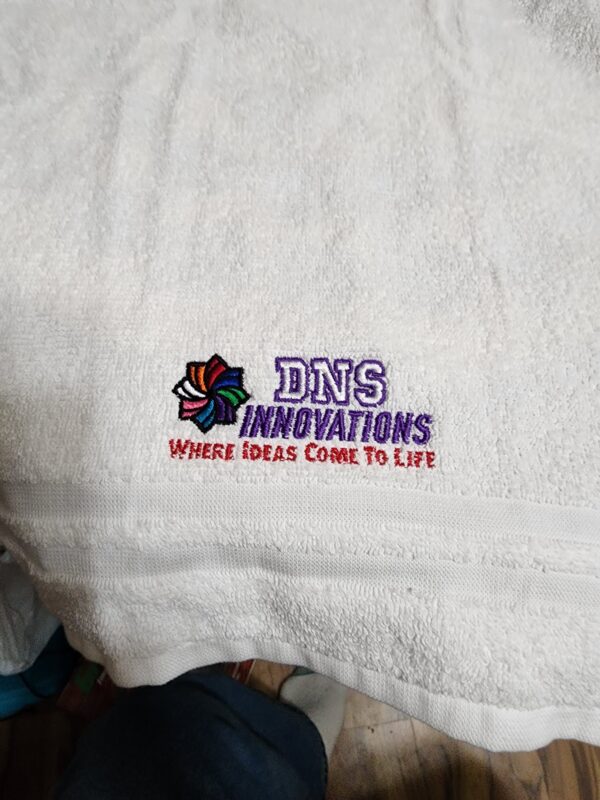 DNS
INNOVATIONS
WHERE IDEAS COME TO LIFE